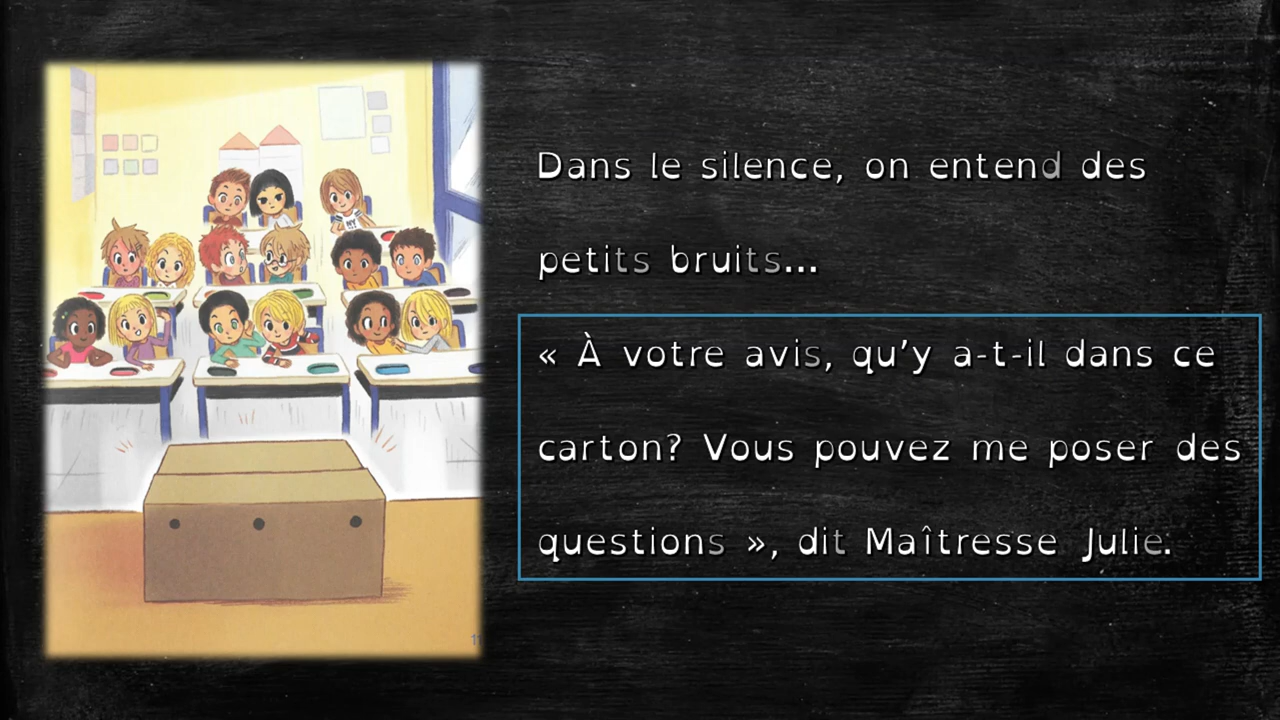 Dans le silence, on entend des
petits bruits...
« À votre avis, qu’y a-t-il dans ce
carton? Vous pouvez me poser des
questions », dit Maîtresse Julie.
11